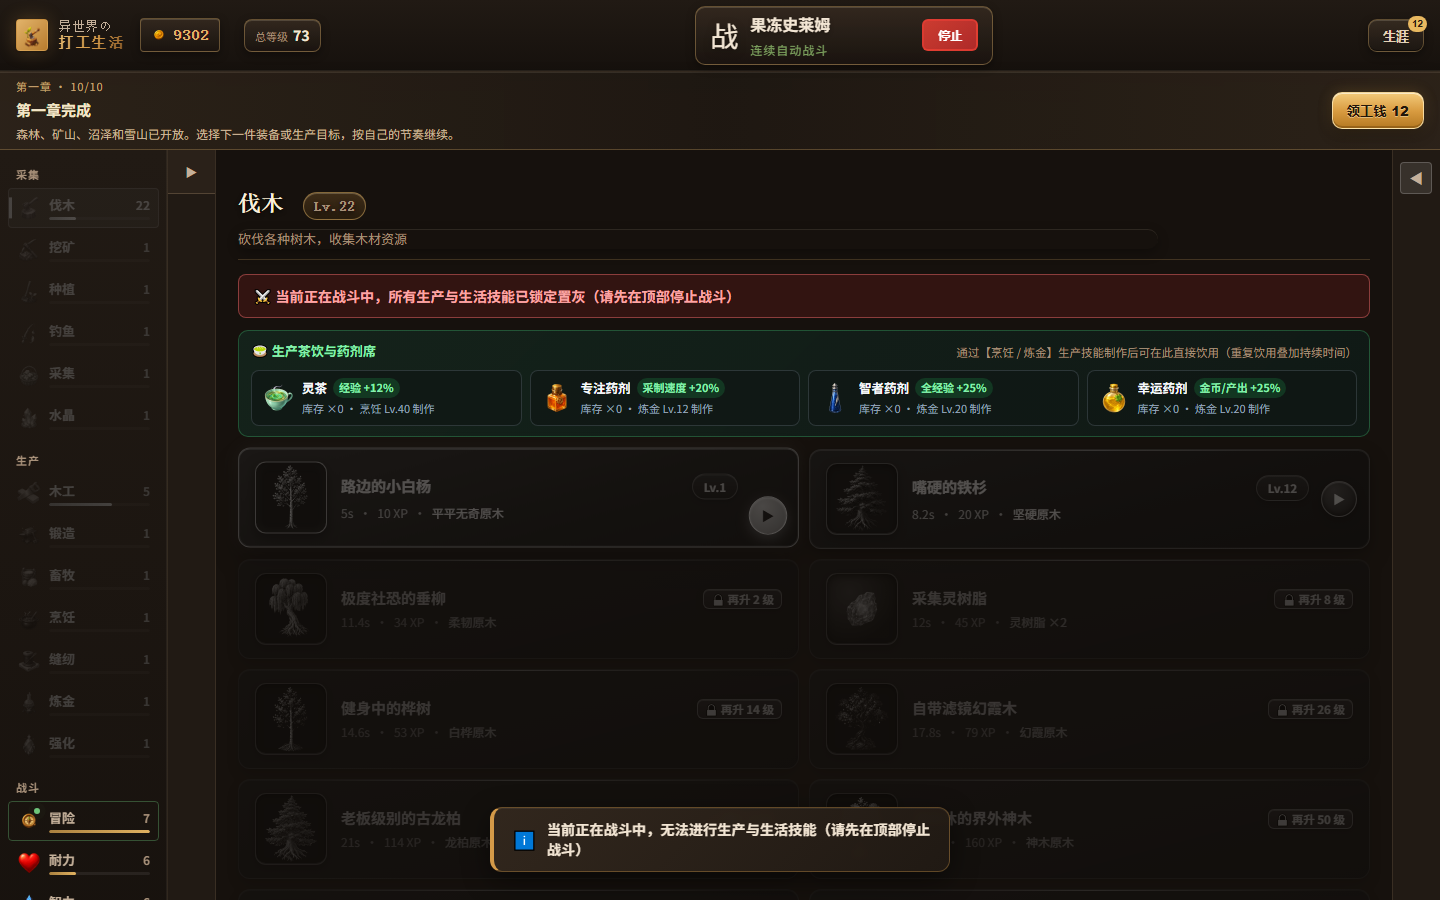 异世界の
打工生活
9302
总等级 73
战
果冻史莱姆
连续自动战斗
停止
生涯
12
第一章 · 10/10
第一章完成
森林、矿山、沼泽和雪山已开放。选择下一件装备或生产目标，按自己的节奏继续。
领工钱 12
采集
伐木 22
挖矿 1
种植 1
钓鱼 1
采集 1
水晶 1
生产
木工 5
锻造 1
畜牧 1
烹饪 1
缝纫 1
炼金 1
强化 1
战斗
冒险 7
耐力 6
伐木 Lv.22
砍伐各种树木，收集木材资源
当前正在战斗中，所有生产与生活技能已锁定置灰（请先在顶部停止战斗）
生产茶饮与药剂席
通过【烹饪 / 炼金】生产技能制作后可在此直接饮用（重复饮用叠加持续时间）
灵茶 经验 +12%
库存 ×0 · 烹饪 Lv.40 制作
专注药剂 采制速度 +20%
库存 ×0 · 炼金 Lv.12 制作
智者药剂 全经验 +25%
库存 ×0 · 炼金 Lv.20 制作
幸运药剂 金币/产出 +25%
库存 ×0 · 炼金 Lv.20 制作
路边的小白杨 Lv.1
5s · 10 XP · 平平无奇原木
嘴硬的铁杉 Lv.12
8.2s · 20 XP · 坚硬原木
极度社恐的垂柳 再升 2 级
11.4s · 34 XP · 柔韧原木
采集灵树脂 再升 8 级
12s · 45 XP · 灵树脂 ×2
健身中的桦树 再升 14 级
14.6s · 53 XP · 白桦原木
自带滤镜幻霞木 再升 26 级
17.8s · 79 XP · 幻霞原木
老板级别的古龙柏
21s · 114 XP · 龙柏原木
的界外神木 再升 50 级
160 XP · 神木原木
当前正在战斗中，无法进行生产与生活技能（请先在顶部停止
战斗）